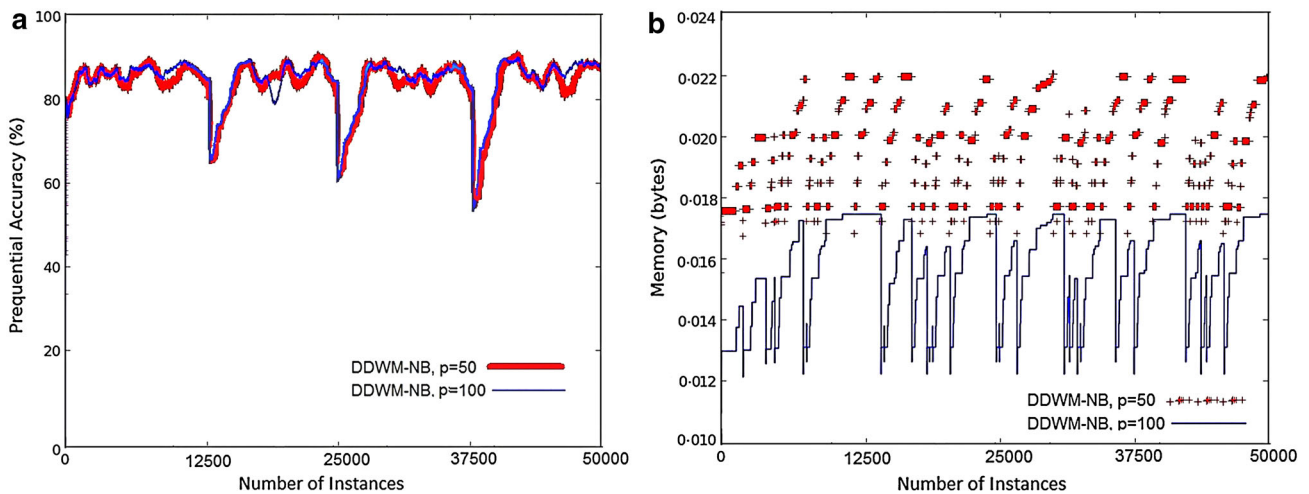 a
100
80
60
40
20
0
Prequential Accuracy (%)
DDWM-NB, p=50
DDWM-NB. p=100
0
12500
25000
37500
50000
Number of Instances
b
0·024
0·022
0·020
0·018
0·016
0·014
0·012
0·010
Memory (bytes)
DDWM-NB, p=50
DDWM-NB. p=100
0
12500
25000
37500
50000
Number of Instances